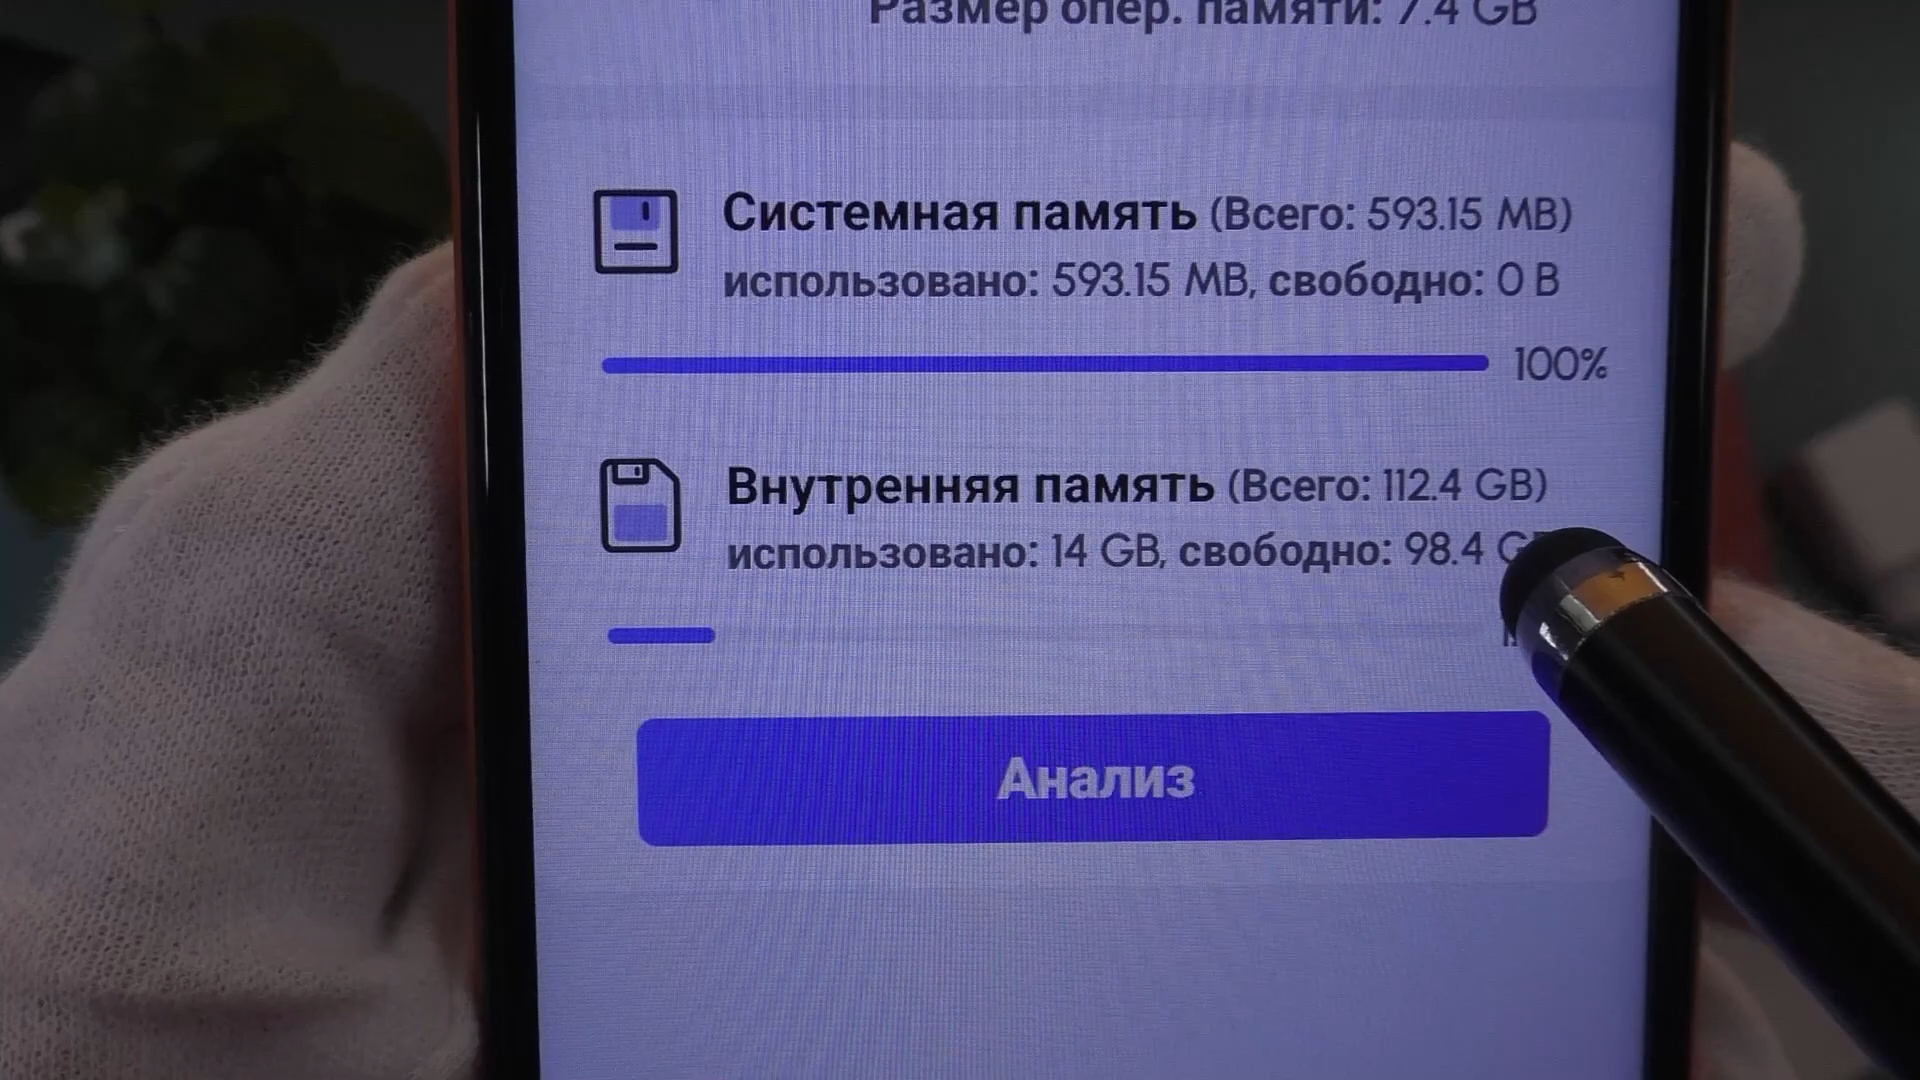 Размер опер. памяти: 7.4 GB
Системная память (Всего: 593.15 MB)
использовано: 593.15 MB, свободно: 0 B
100%
Внутренняя память (Всего: 112.4 GB)
использовано: 14 GB, свободно: 98.4
Анализ